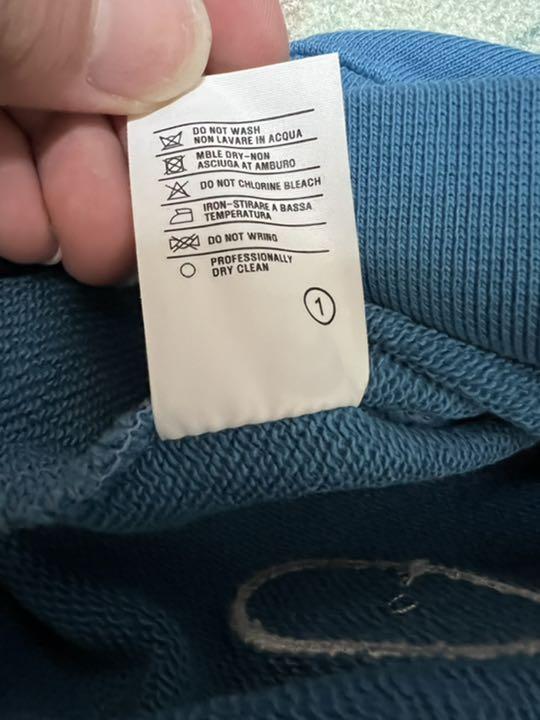 DO NOT WASH
NON LAVARE IN ACQUA
MBLE DRY-NON
ASCIUGA AT AMBURO
DO NOT CHLORINE BLEACH
IRON-STIRARE A BASSA
TEMPERATURA
DO NOT WRING
PROFESSIONALLY
DRY CLEAN
1